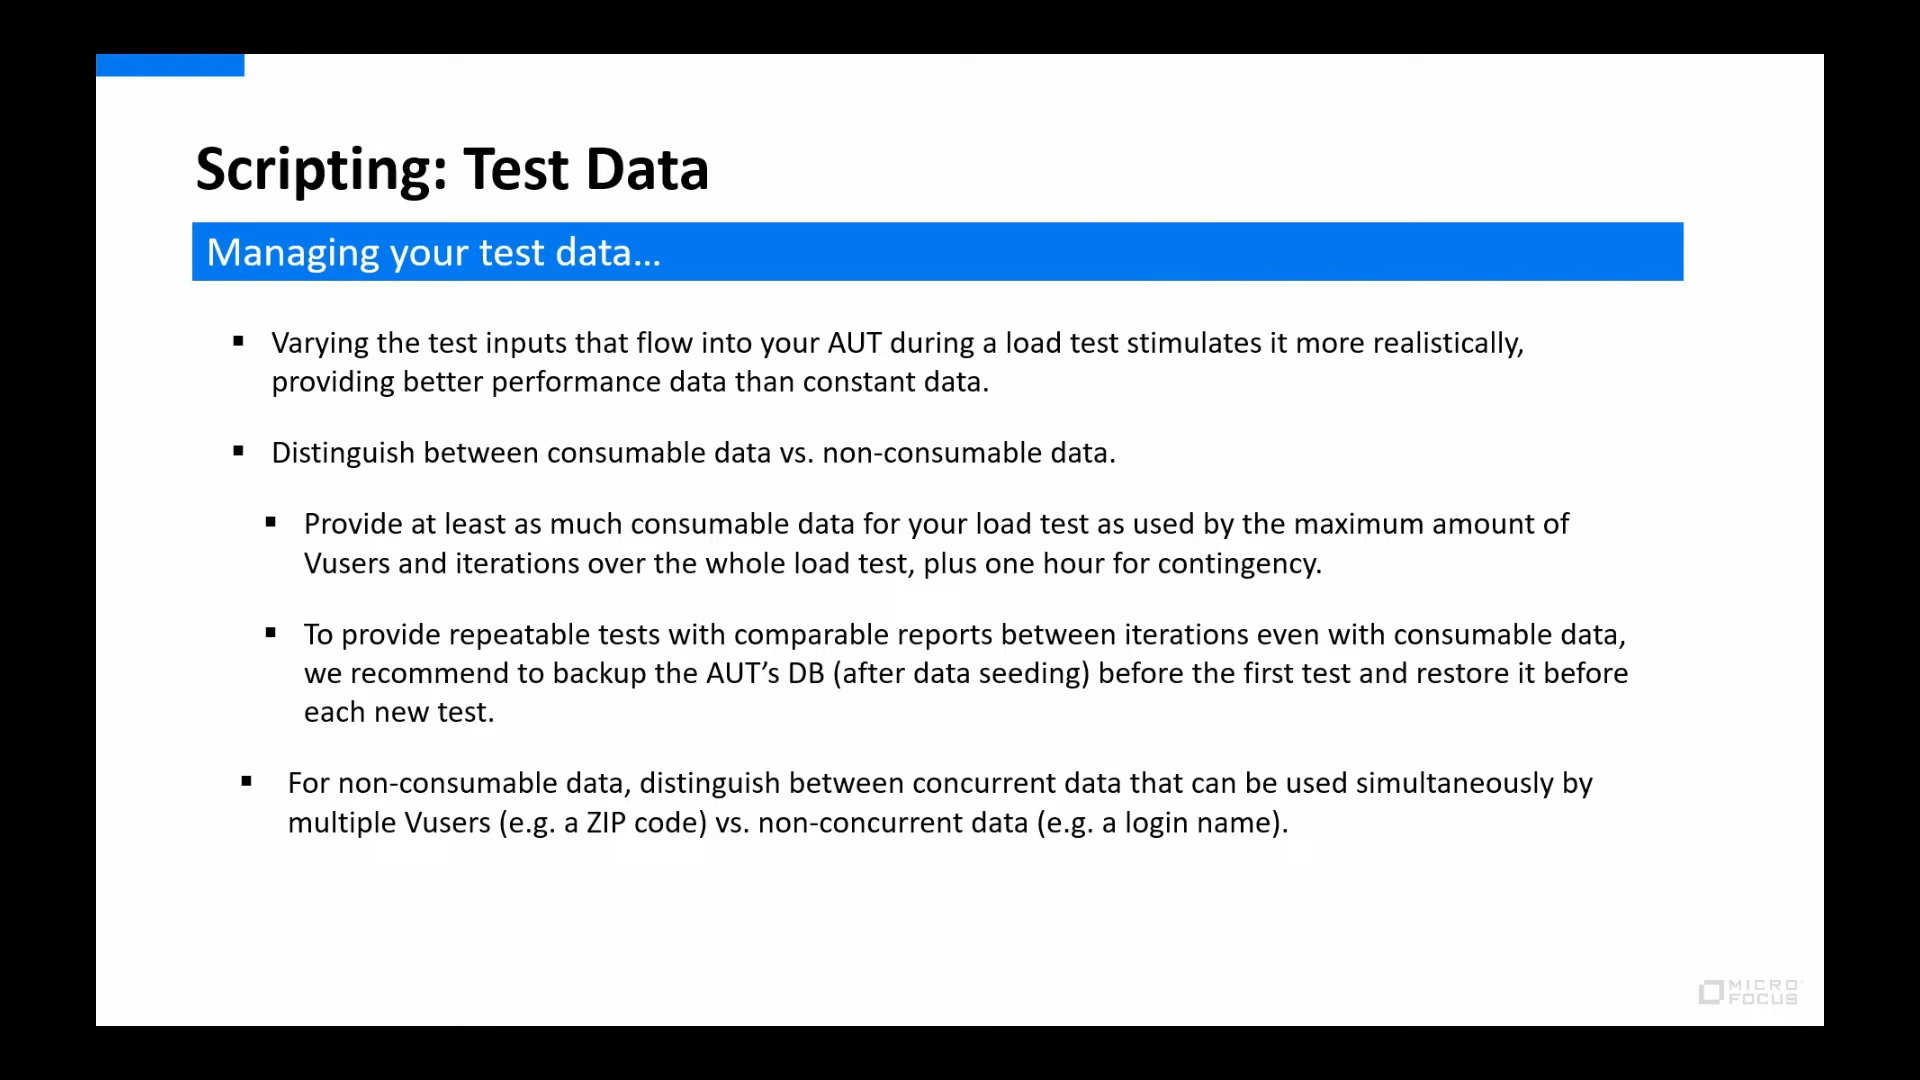 Scripting: Test Data
Managing your test data...
▪ Varying the test inputs that flow into your AUT during a load test stimulates it more realistically,
providing better performance data than constant data.
▪ Distinguish between consumable data vs. non-consumable data.
▪ Provide at least as much consumable data for your load test as used by the maximum amount of
Vusers and iterations over the whole load test, plus one hour for contingency.
▪ To provide repeatable tests with comparable reports between iterations even with consumable data,
we recommend to backup the AUT’s DB (after data seeding) before the first test and restore it before
each new test.
▪ For non-consumable data, distinguish between concurrent data that can be used simultaneously by
multiple Vusers (e.g. a ZIP code) vs. non-concurrent data (e.g. a login name).
MICRO
FOCUS